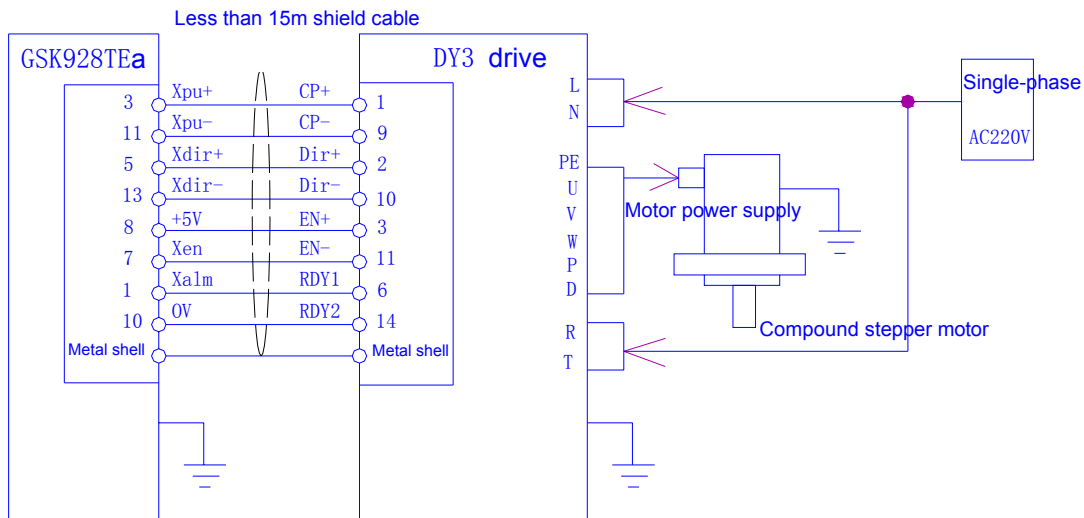 Less than 15m shield cable
GSK928TEa
DY3 drive
3 Xpu+ CP+ 1
11 Xpu- CP- 9
5 Xdir+ Dir+ 2
13 Xdir- Dir- 10
8 +5V EN+ 3
7 Xen EN- 11
1 Xalm RDY1 6
10 0V RDY2 14
Metal shell Metal shell
L
N
PE
U
V
W
P
D
R
T
Motor power supply
Compound stepper motor
Single-phase
AC220V